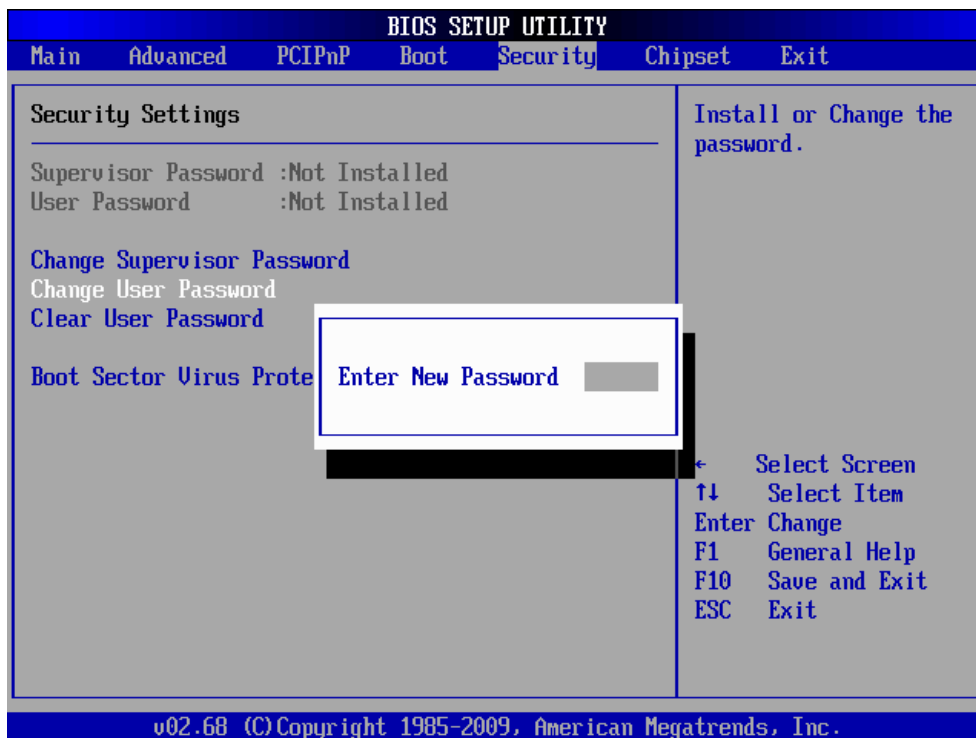 BIOS SETUP UTILITY
Main Advanced PCIPnP Boot Security Chipset Exit
Security Settings
Supervisor Password :Not Installed
User Password :Not Installed
Change Supervisor Password
Change User Password
Clear User Password
Boot Sector Virus Prote
Enter New Password
Install or Change the
password.
← Select Screen
↑↓ Select Item
Enter Change
F1 General Help
F10 Save and Exit
ESC Exit
v02.68 (C)Copyright 1985-2009, American Megatrends, Inc.